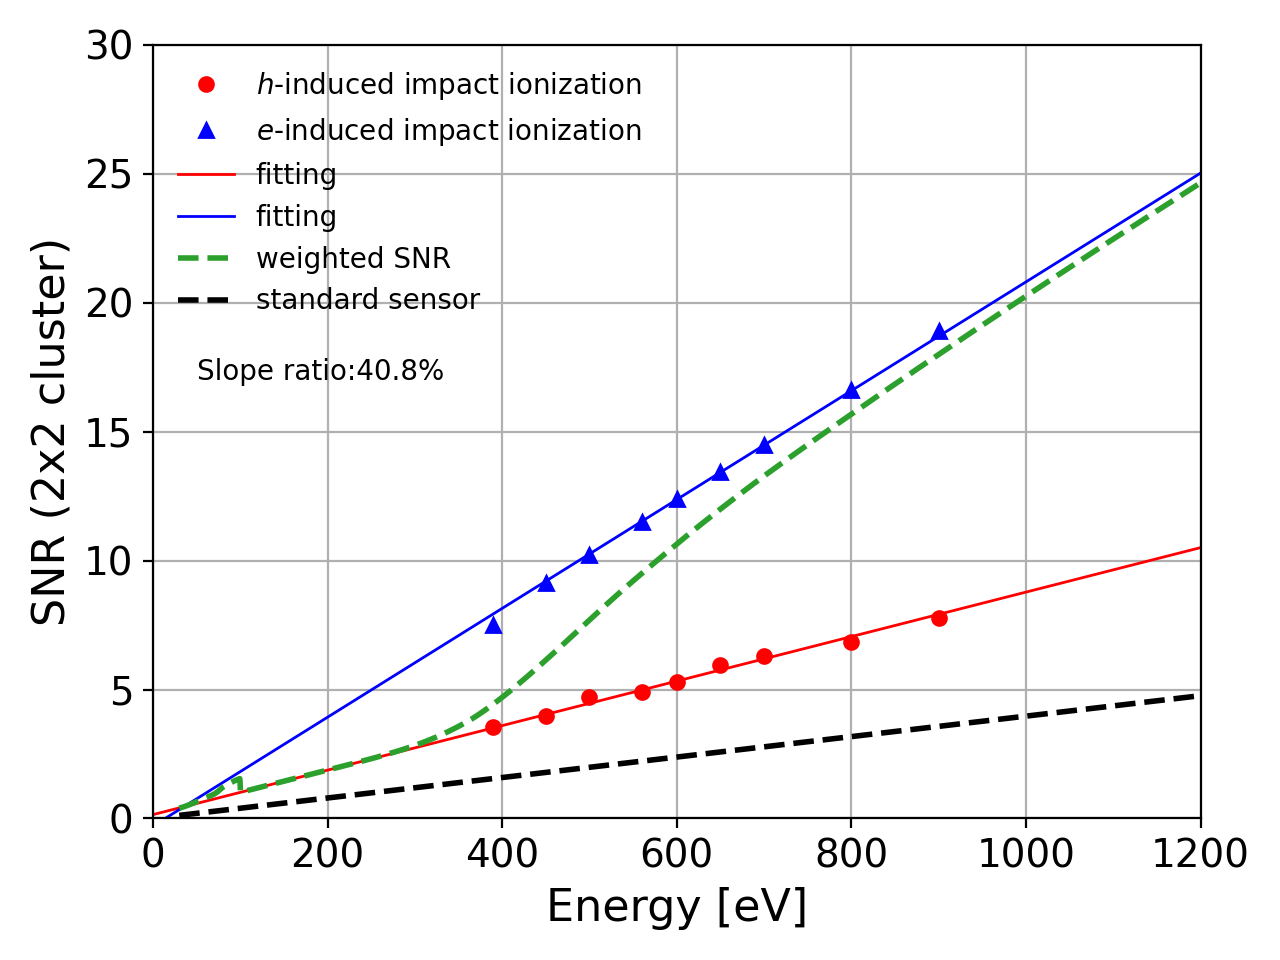 30
25
20
15
10
5
0
h-induced impact ionization
e-induced impact ionization
fitting
fitting
weighted SNR
standard sensor
Slope ratio:40.8%
SNR (2x2 cluster)
0 200 400 600 800 1000 1200
Energy [eV]